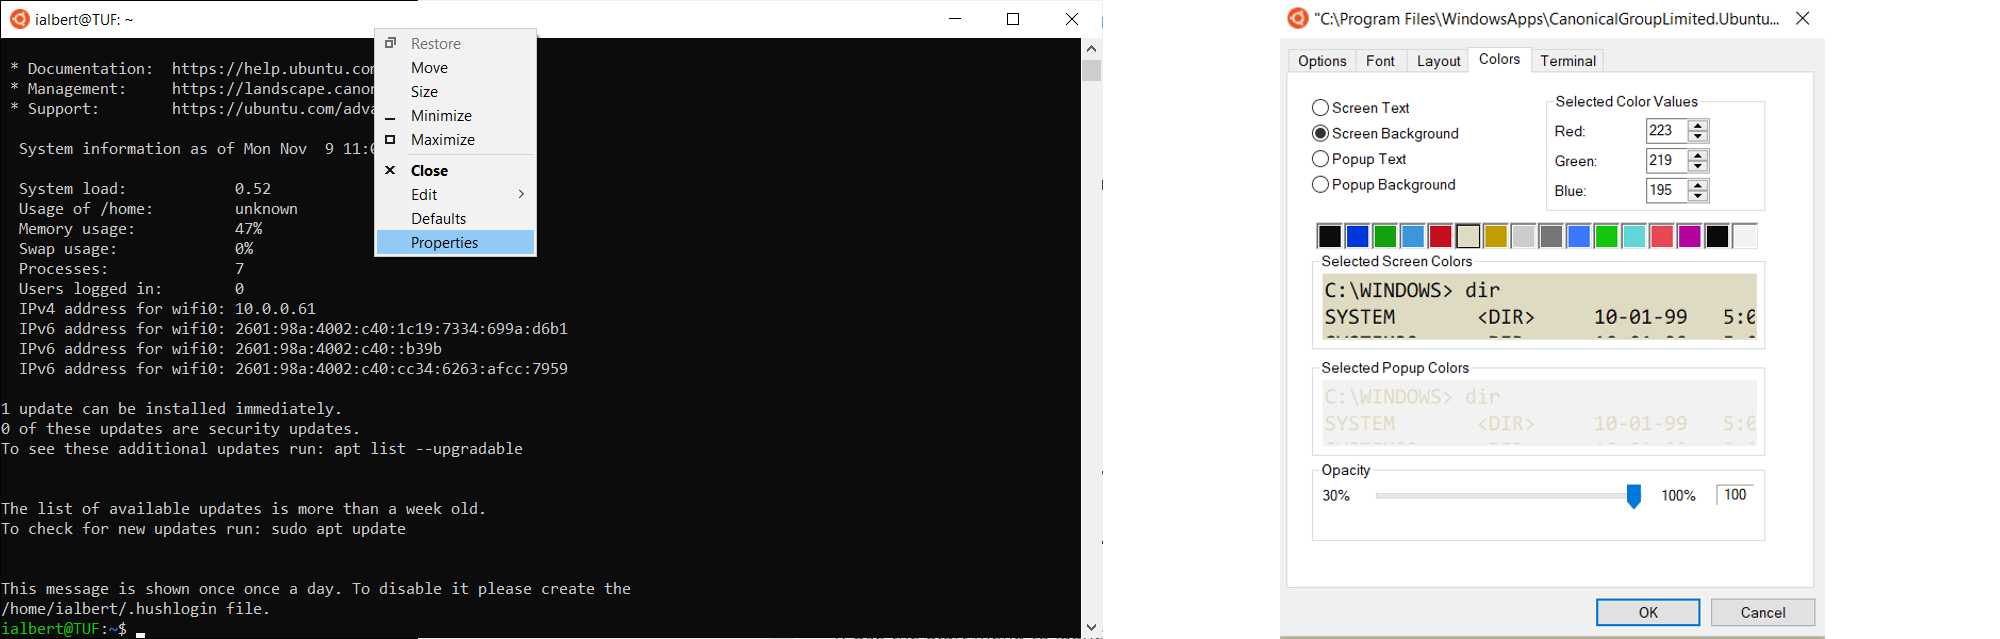 ialbert@TUF: ~
* Documentation:  https://help.ubuntu.co
* Management:     https://landscape.cano
* Support:        https://ubuntu.com/adv
System information as of Mon Nov  9 11:0
System load:            0.52
Usage of /home:         unknown
Memory usage:           47%
Swap usage:             0%
Processes:              7
Users logged in:        0
IPv4 address for wifi0: 10.0.0.61
IPv6 address for wifi0: 2601:98a:4002:c40:1c19:7334:699a:d6b1
IPv6 address for wifi0: 2601:98a:4002:c40::b39b
IPv6 address for wifi0: 2601:98a:4002:c40:cc34:6263:afcc:7959
1 update can be installed immediately.
0 of these updates are security updates.
To see these additional updates run: apt list --upgradable
The list of available updates is more than a week old.
To check for new updates run: sudo apt update
This message is shown once once a day. To disable it please create the
/home/ialbert/.hushlogin file.
ialbert@TUF:~$
Restore
Move
Size
Minimize
Maximize
Close
Edit
Defaults
Properties
"C:\Program Files\WindowsApps\CanonicalGroupLimited.Ubuntu...
Options Font Layout Colors Terminal
Screen Text
Screen Background
Popup Text
Popup Background
Selected Color Values
Red: 223
Green: 219
Blue: 195
Selected Screen Colors
C:\WINDOWS> dir
SYSTEM       <DIR>     10-01-99   5:0
Selected Popup Colors
C:\WINDOWS> dir
SYSTEM       <DIR>     10-01-99   5:0
Opacity
30% 100% 100
OK Cancel